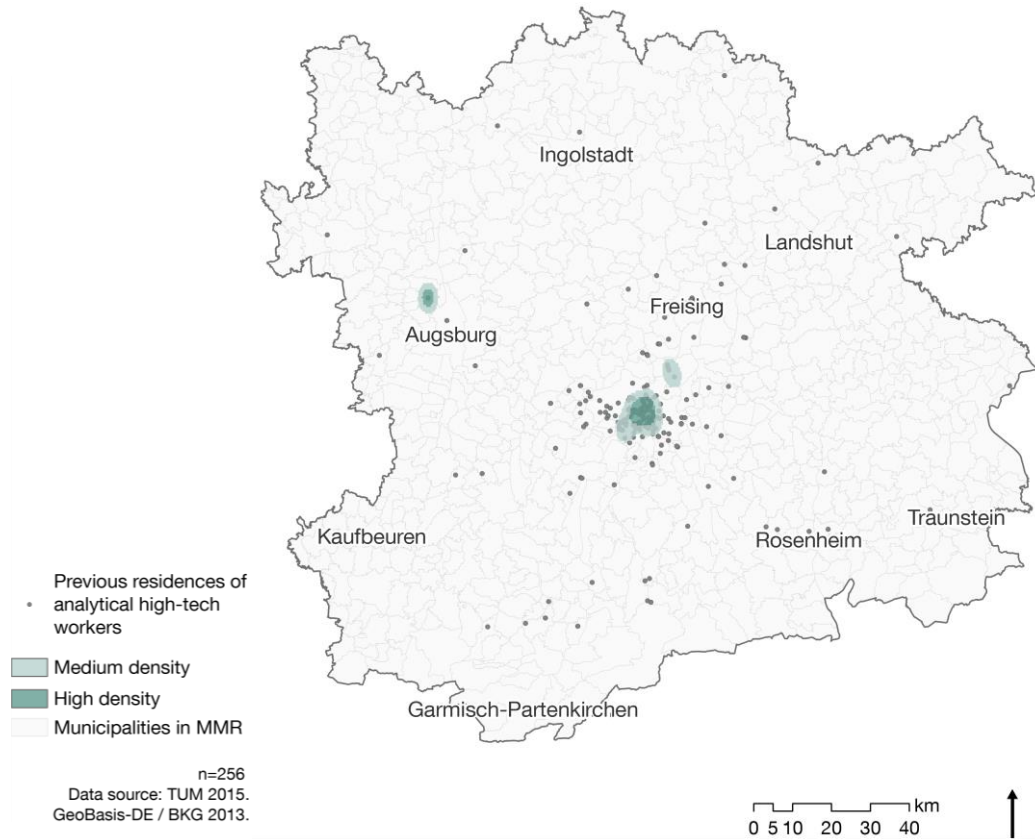 Ingolstadt
Landshut
Freising
Augsburg
Kaufbeuren
Rosenheim
Traunstein
Garmisch-Partenkirchen
Previous residences of
analytical high-tech
workers
Medium density
High density
Municipalities in MMR
n=256
Data source: TUM 2015.
GeoBasis-DE / BKG 2013.
km
0 5 10 20 30 40